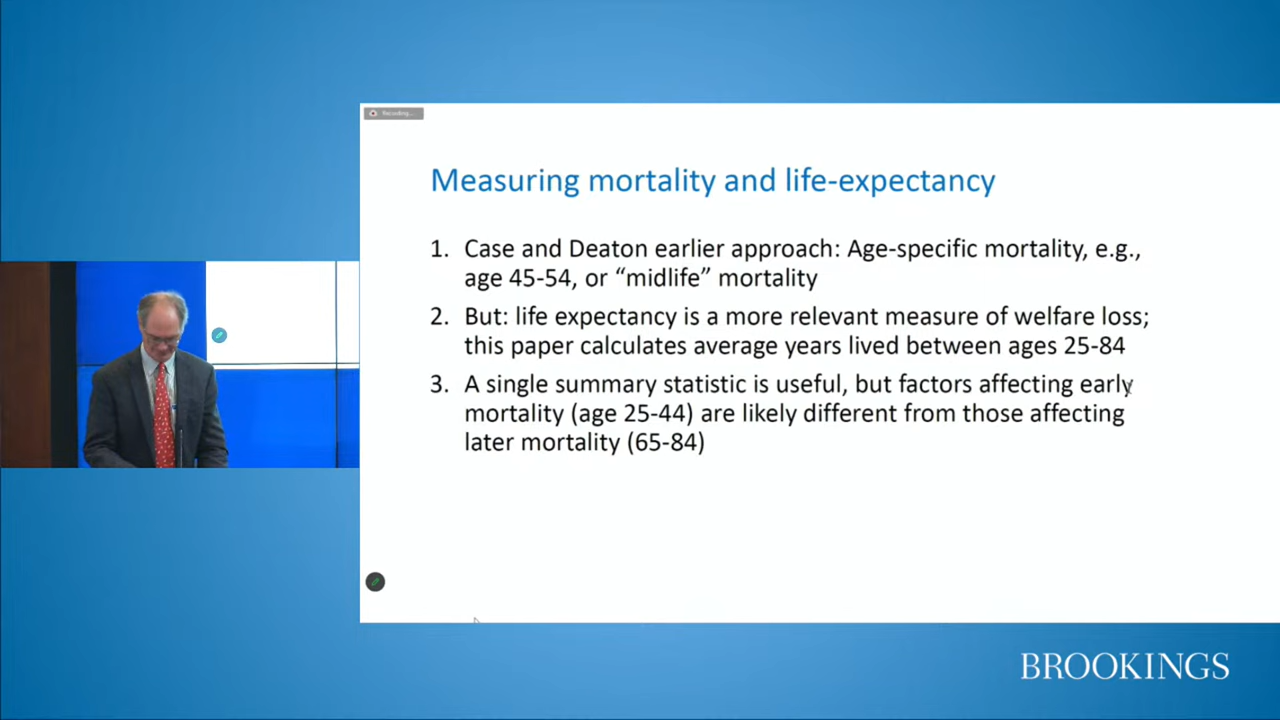 Recording...
Measuring mortality and life-expectancy
1. Case and Deaton earlier approach: Age-specific mortality, e.g.,
age 45-54, or “midlife” mortality
2. But: life expectancy is a more relevant measure of welfare loss;
this paper calculates average years lived between ages 25-84
3. A single summary statistic is useful, but factors affecting early
mortality (age 25-44) are likely different from those affecting
later mortality (65-84)
BROOKINGS